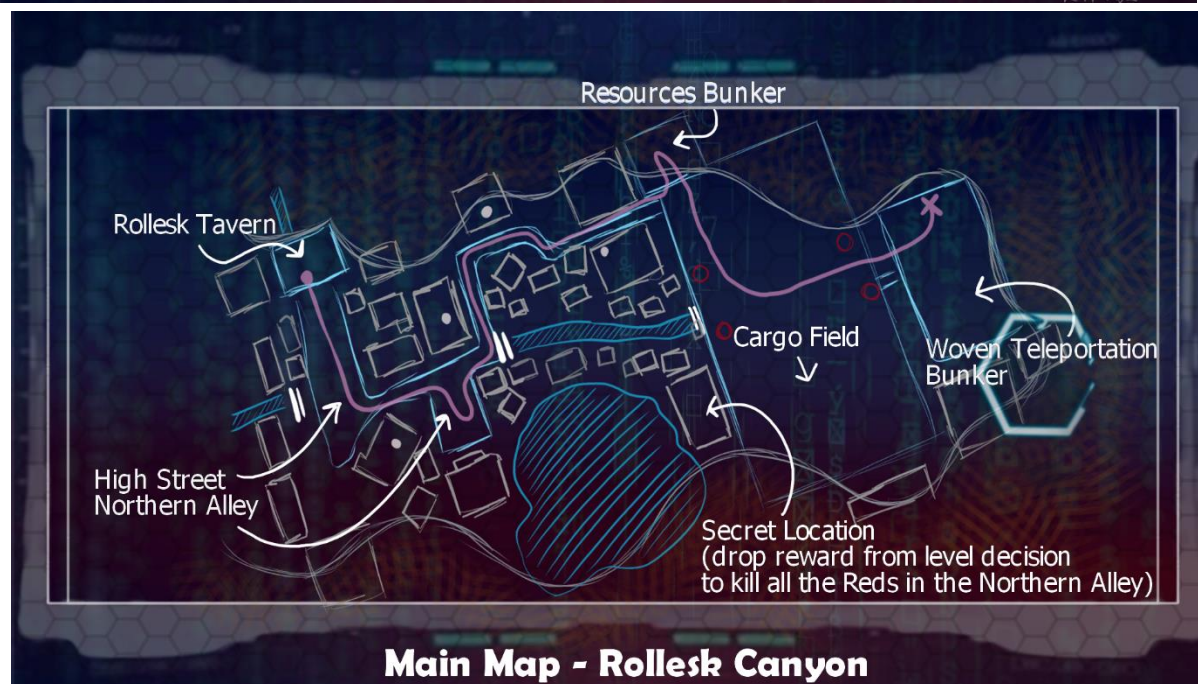 Resources Bunker
Rollesk Tavern
Cargo Field
Woven Teleportation
Bunker
High Street
Northern Alley
Secret Location
(drop reward from level decision
to kill all the Reds in the Northern Alley)
Main Map - Rollesk Canyon